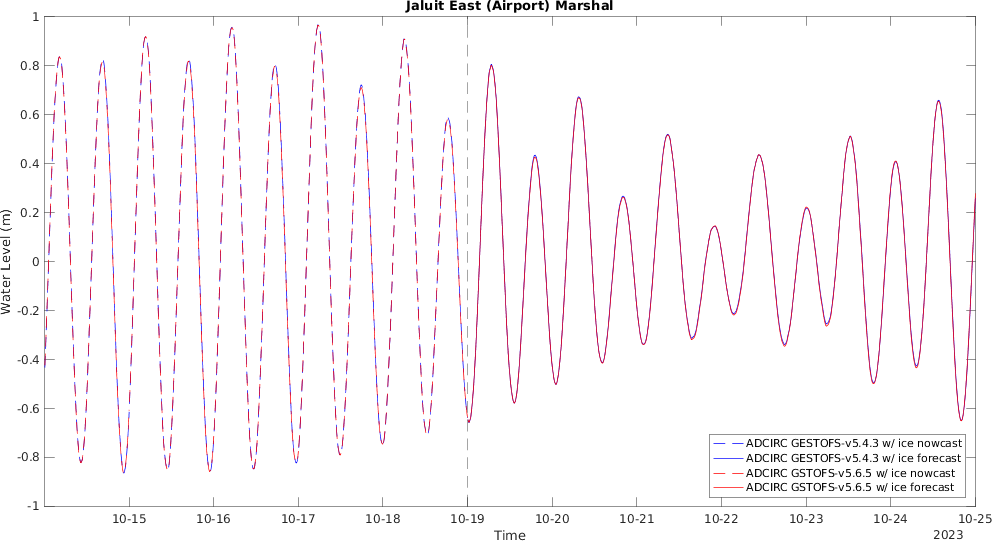 Jaluit East (Airport) Marshal
1
0.8
0.6
0.4
0.2
0
-0.2
-0.4
-0.6
-0.8
-1
Water Level (m)
ADCIRC GESTOFS-v5.4.3 w/ ice nowcast
ADCIRC GESTOFS-v5.4.3 w/ ice forecast
ADCIRC GSTOFS-v5.6.5 w/ ice nowcast
ADCIRC GSTOFS-v5.6.5 w/ ice forecast
10-15 10-16 10-17 10-18 10-19 10-20 10-21 10-22 10-23 10-24 10-25
Time
2023